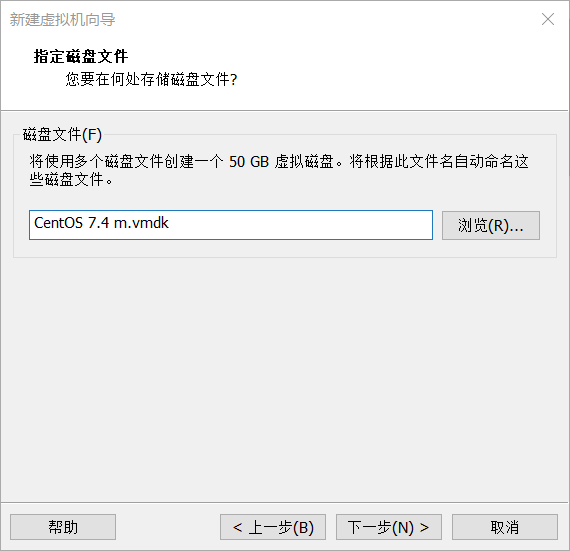 新建虚拟机向导
指定磁盘文件
您要在何处存储磁盘文件?
磁盘文件(F)
将使用多个磁盘文件创建一个 50 GB 虚拟磁盘。将根据此文件名自动命名这
些磁盘文件。
CentOS 7.4 m.vmdk
浏览(R)...
帮助
< 上一步(B)
下一步(N) >
取消